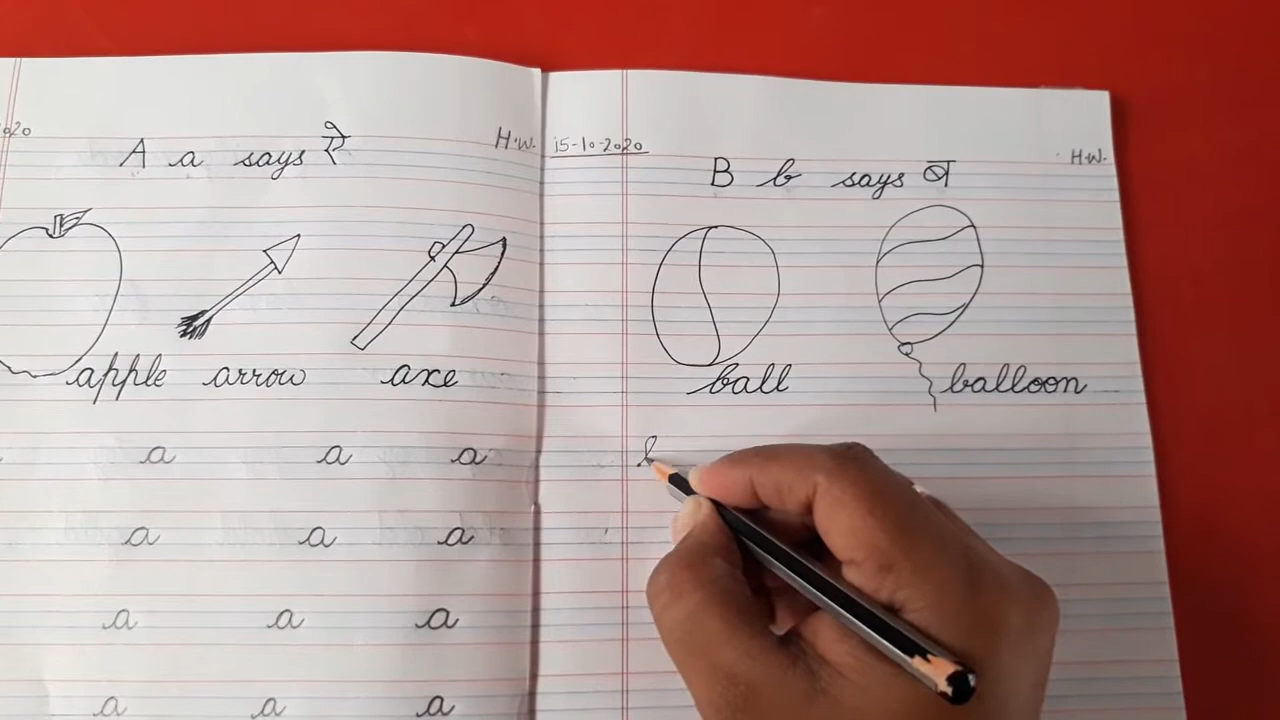 2020
H.W.
A a says ऐ
apple arrow axe
a a a
a a a
a a a
a a a
15-10-2020
H.W.
B b says ब
ball balloon
b